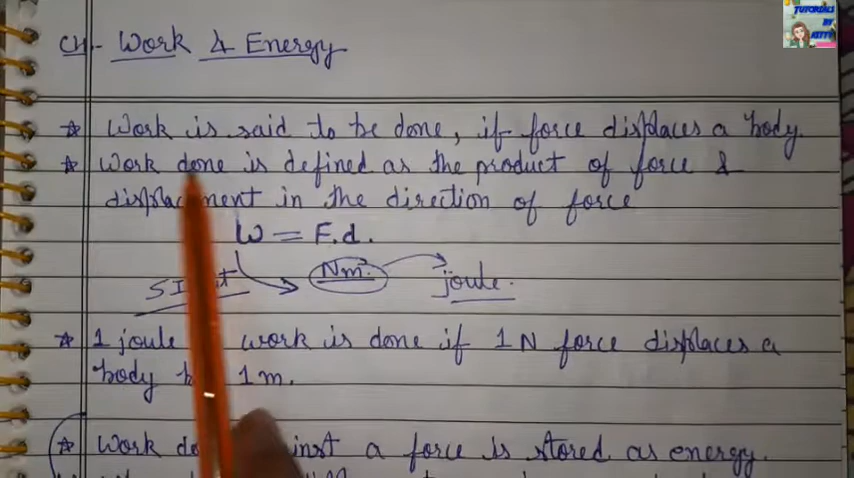 TUTORIALS
BY
CH- Work & Energy
☆ Work is said to be done, if force displaces a body.
☆ Work done is defined as the product of force &
displacement in the direction of force
W = F.d.
SI Nm. joule.
☆ 1 joule work is done if 1N force displaces a
body 1m.
☆ Work a force is stored as energy.